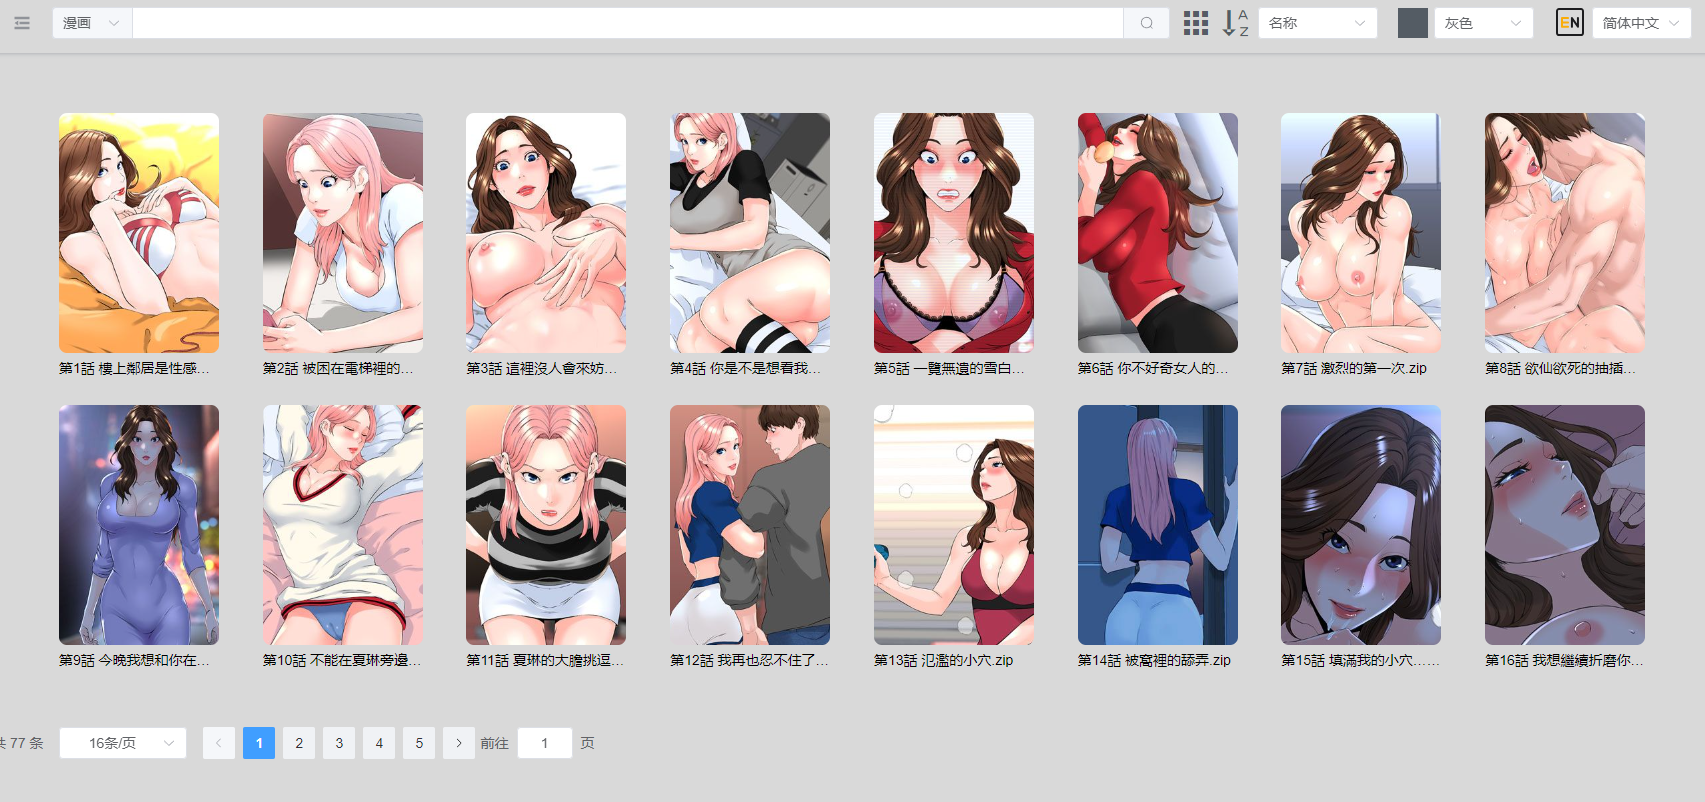 漫画
名称
灰色
EN
简体中文
第1話 樓上鄰居是性感...
第2話 被困在電梯裡的...
第3話 這裡沒人會來妨...
第4話 你是不是想看我...
第5話 一覽無遺的雪白...
第6話 你不好奇女人的...
第7話 激烈的第一次.zip
第8話 欲仙欲死的抽插...
第9話 今晚我想和你在...
第10話 不能在夏琳旁邊...
第11話 夏琳的大膽挑逗...
第12話 我再也忍不住了...
第13話 氾濫的小穴.zip
第14話 被窩裡的舔弄.zip
第15話 填滿我的小穴……
第16話 我想繼續折磨你...
共 77 条 16条/页 1 2 3 4 5 前往 1 页